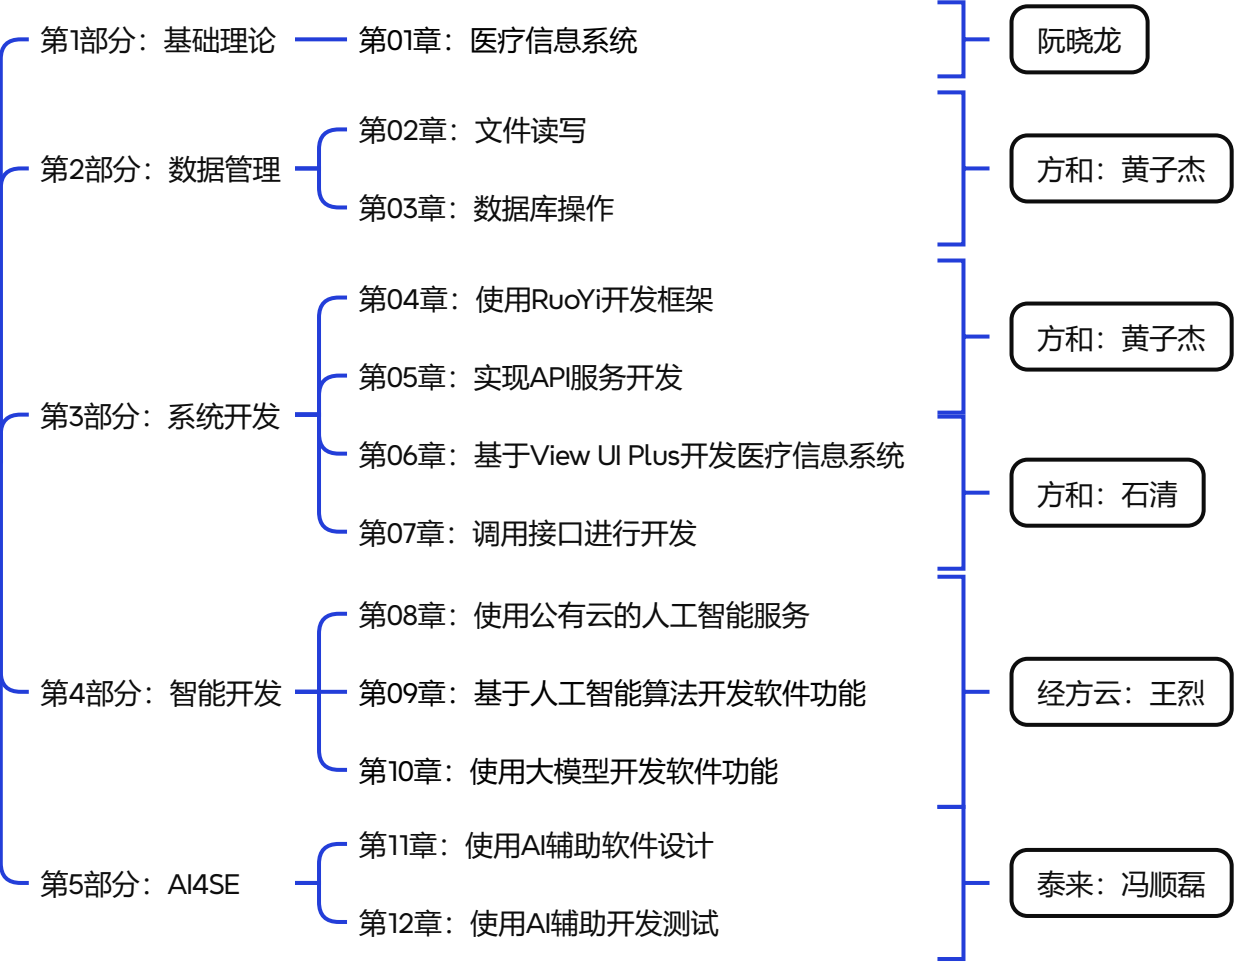 第1部分：基础理论
第01章：医疗信息系统
阮晓龙
第2部分：数据管理
第02章：文件读写
第03章：数据库操作
方和：黄子杰
第3部分：系统开发
第04章：使用RuoYi开发框架
第05章：实现API服务开发
方和：黄子杰
第06章：基于View UI Plus开发医疗信息系统
第07章：调用接口进行开发
方和：石清
第4部分：智能开发
第08章：使用公有云的人工智能服务
第09章：基于人工智能算法开发软件功能
第10章：使用大模型开发软件功能
经方云：王烈
第5部分：AI4SE
第11章：使用AI辅助软件设计
第12章：使用AI辅助开发测试
泰来：冯顺磊